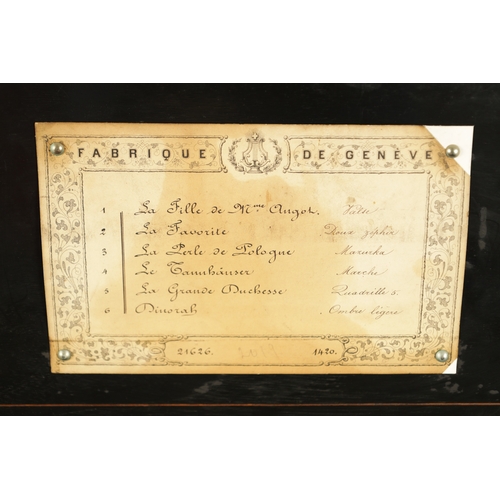 FABRIQUE DE GENÈVE
1 La Fille de Mme Angot. Valse
2 La Favorite Doux zéphir
3 La Perle de Pologne Mazurka
4 Le Tannhäuser Marche
5 La Grande Duchesse Quadrille 5.
6 Dinorah Ombre légère
21626. 1420.